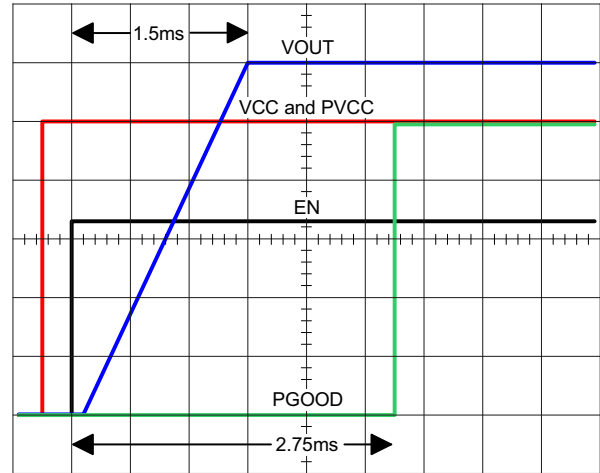 1.5ms
VOUT
VCC and PVCC
EN
PGOOD
2.75ms